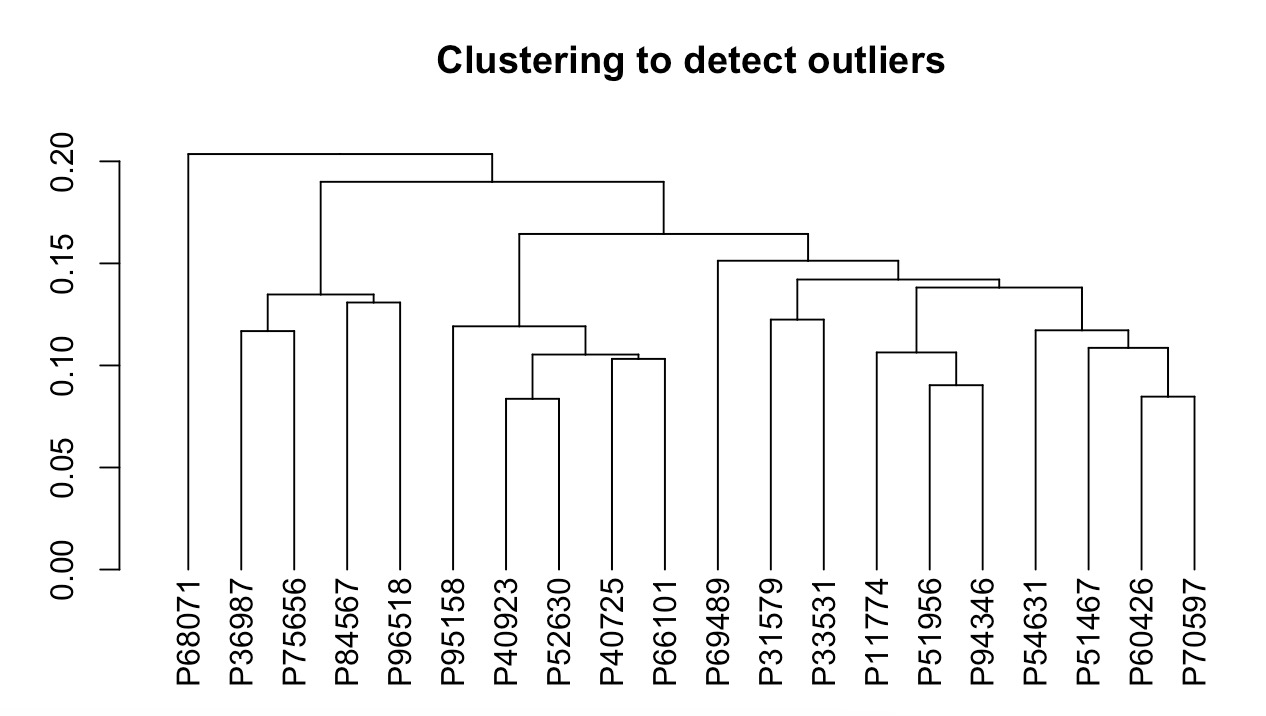 Clustering to detect outliers
0.20
0.15
0.10
0.05
0.00
P68071
P36987
P75656
P84567
P96518
P95158
P40923
P52630
P40725
P66101
P69489
P31579
P33531
P11774
P51956
P94346
P54631
P51467
P60426
P70597